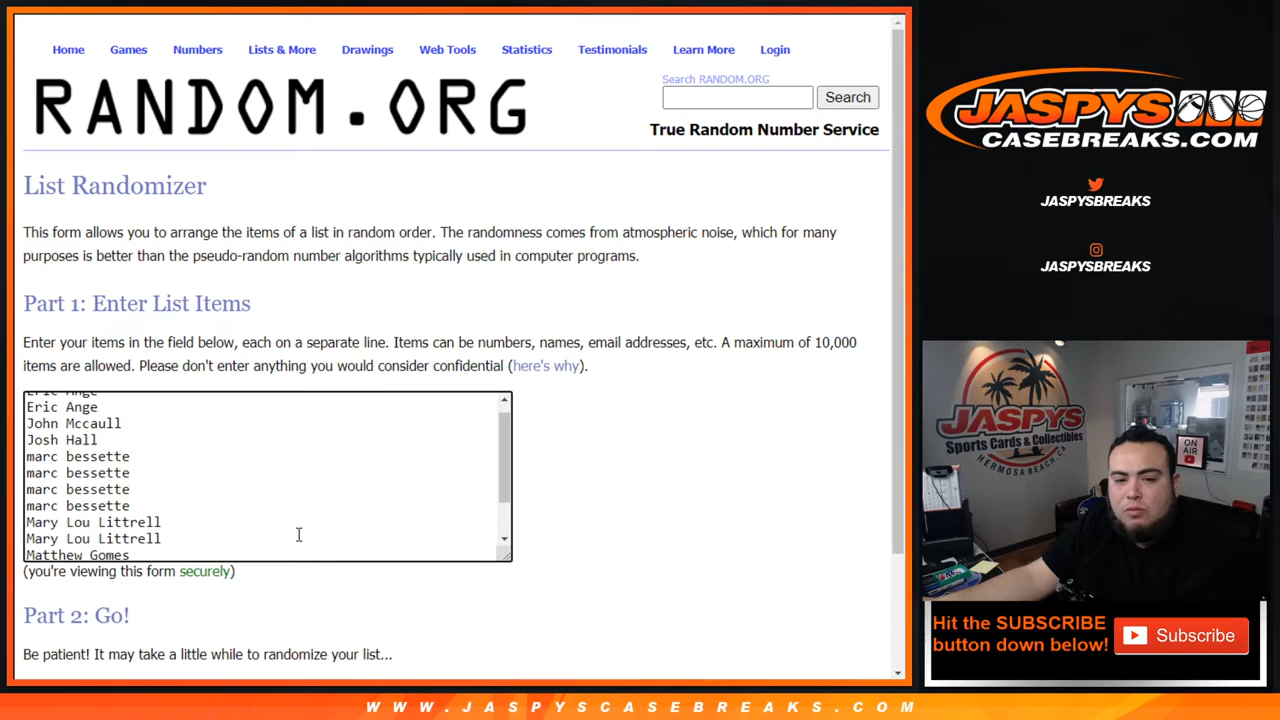 Home Games Numbers Lists & More Drawings Web Tools Statistics Testimonials Learn More Login
RANDOM.ORG
Search RANDOM.ORG
Search
True Random Number Service
List Randomizer
This form allows you to arrange the items of a list in random order. The randomness comes from atmospheric noise, which for many
purposes is better than the pseudo-random number algorithms typically used in computer programs.
Part 1: Enter List Items
Enter your items in the field below, each on a separate line. Items can be numbers, names, email addresses, etc. A maximum of 10,000
items are allowed. Please don't enter anything you would consider confidential (here's why).
Eric Ange
Eric Ange
John Mccaull
Josh Hall
marc bessette
marc bessette
marc bessette
marc bessette
Mary Lou Littrell
Mary Lou Littrell
Matthew Gomes
(you're viewing this form securely)
Part 2: Go!
Be patient! It may take a little while to randomize your list...
JASPYS
CASEBREAKS.COM
JASPYSBREAKS
JASPYSBREAKS
JASPYS
Sports Cards & Collectibles
HERMOSA BEACH, CA
ON
AIR
Hit the SUBSCRIBE
button down below!
Subscribe
WWW.JASPYSCASEBREAKS.COM